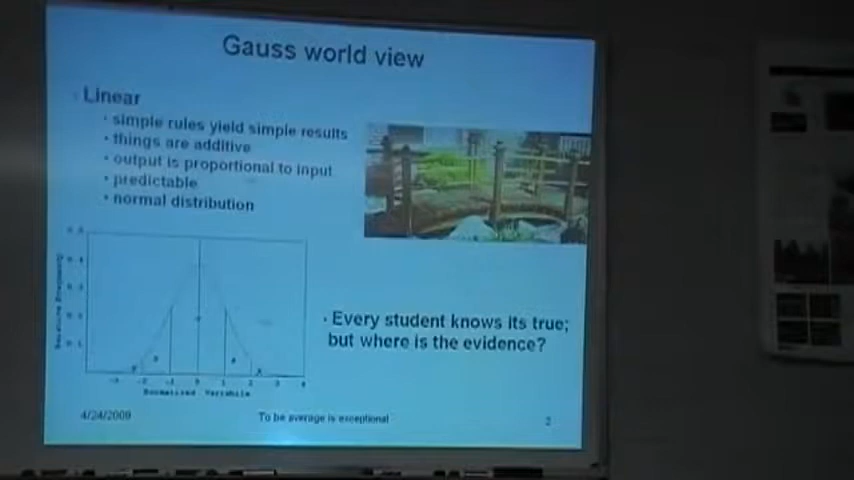 Gauss world view
Linear
• simple rules yield simple results
• things are additive
• output is proportional to input
• predictable
• normal distribution
• Every student knows its true;
but where is the evidence?
Normalized Variable
4/24/2009
To be average is exceptional
2